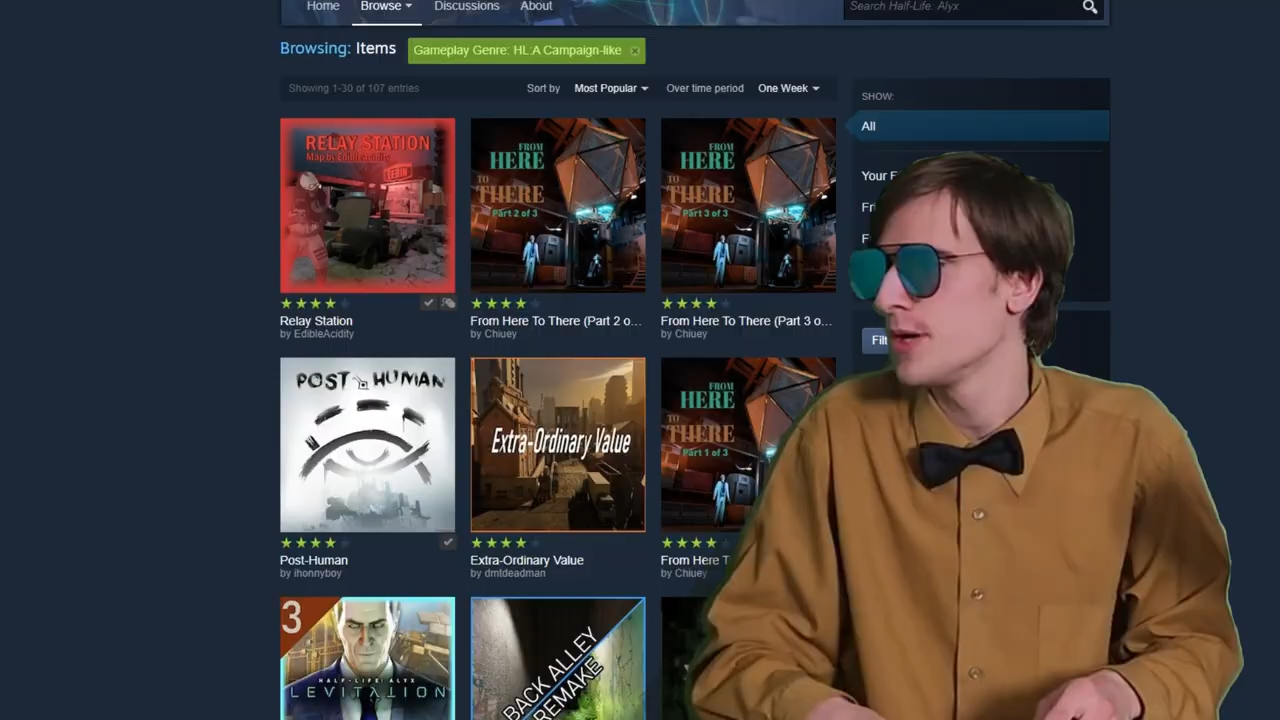 Home Browse Discussions About
Search Half-Life: Alyx
Browsing: Items Gameplay Genre: HL:A Campaign-like
Showing 1-30 of 107 entries Sort by Most Popular Over time period One Week
SHOW:
All
Your
RELAY STATION
Map by EdibleAcidity
FROM
HERE
TO
THERE
Part 2 of 3
FROM
HERE
TO
THERE
Part 3 of 3
Relay Station
by EdibleAcidity
From Here To There (Part 2 o...
by Chiuey
From Here To There (Part 3 o...
by Chiuey
Filt
POST HUMAN
Extra-Ordinary Value
FROM
HERE
TO
THERE
Part 1 of 3
Post-Human
by ihonnyboy
Extra-Ordinary Value
by dmtdeadman
From Here T
by Chiuey
3
HALF-LIFE: ALYX
LEVITATION
BACK ALLEY
REMAKE